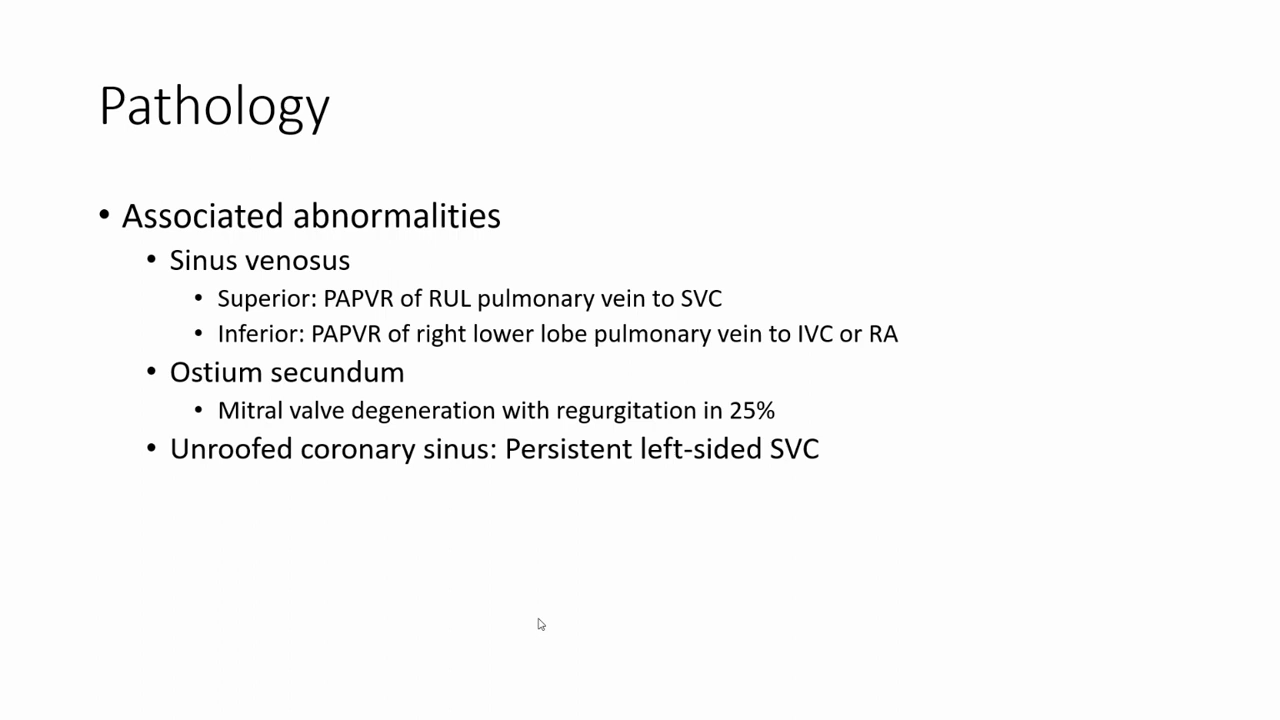 Pathology
• Associated abnormalities
• Sinus venosus
• Superior: PAPVR of RUL pulmonary vein to SVC
• Inferior: PAPVR of right lower lobe pulmonary vein to IVC or RA
• Ostium secundum
• Mitral valve degeneration with regurgitation in 25%
• Unroofed coronary sinus: Persistent left-sided SVC